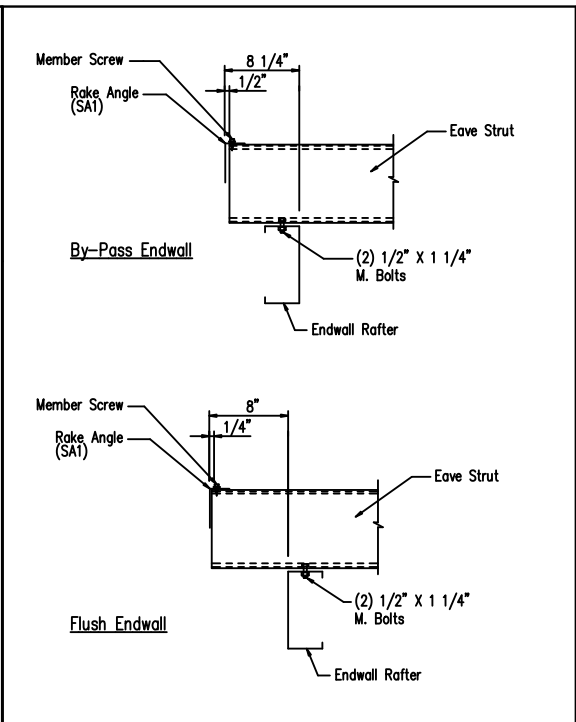 8 1/4"
Member Screw
1/2"
Rake Angle
(SA1)
Eave Strut
By-Pass Endwall
(2) 1/2" X 1 1/4"
M. Bolts
Endwall Rafter
8"
Member Screw
1/4"
Rake Angle
(SA1)
Eave Strut
(2) 1/2" X 1 1/4"
M. Bolts
Flush Endwall
Endwall Rafter